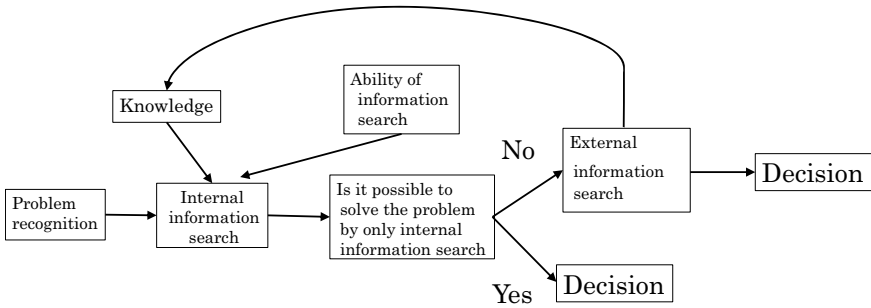 Knowledge
Ability of
information
search
Problem
recognition
Internal
information
search
Is it possible to
solve the problem
by only internal
information search
No
External
information
search
Decision
Yes
Decision